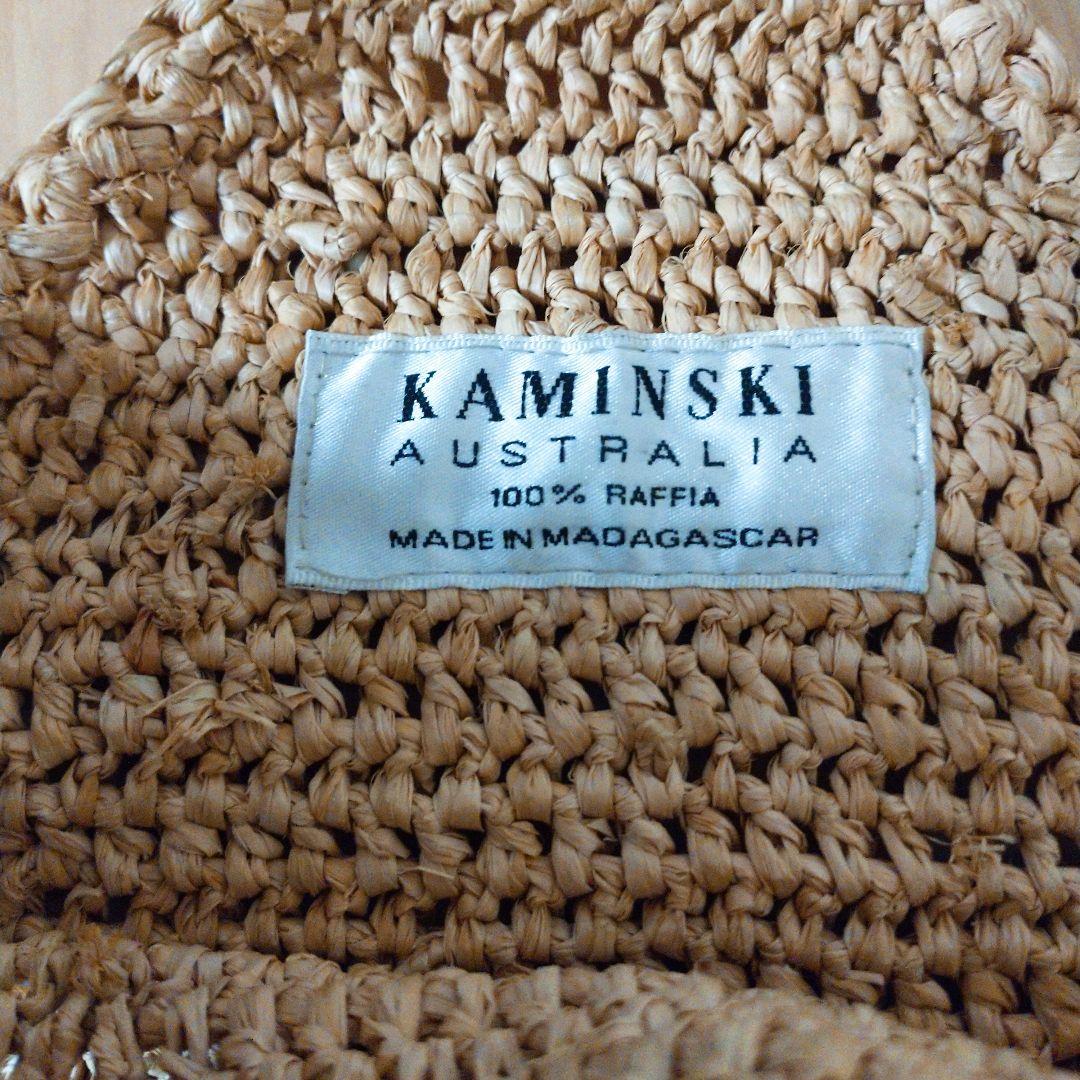 KAMINSKI
AUSTRALIA
100% RAFFIA
MADE IN MADAGASCAR